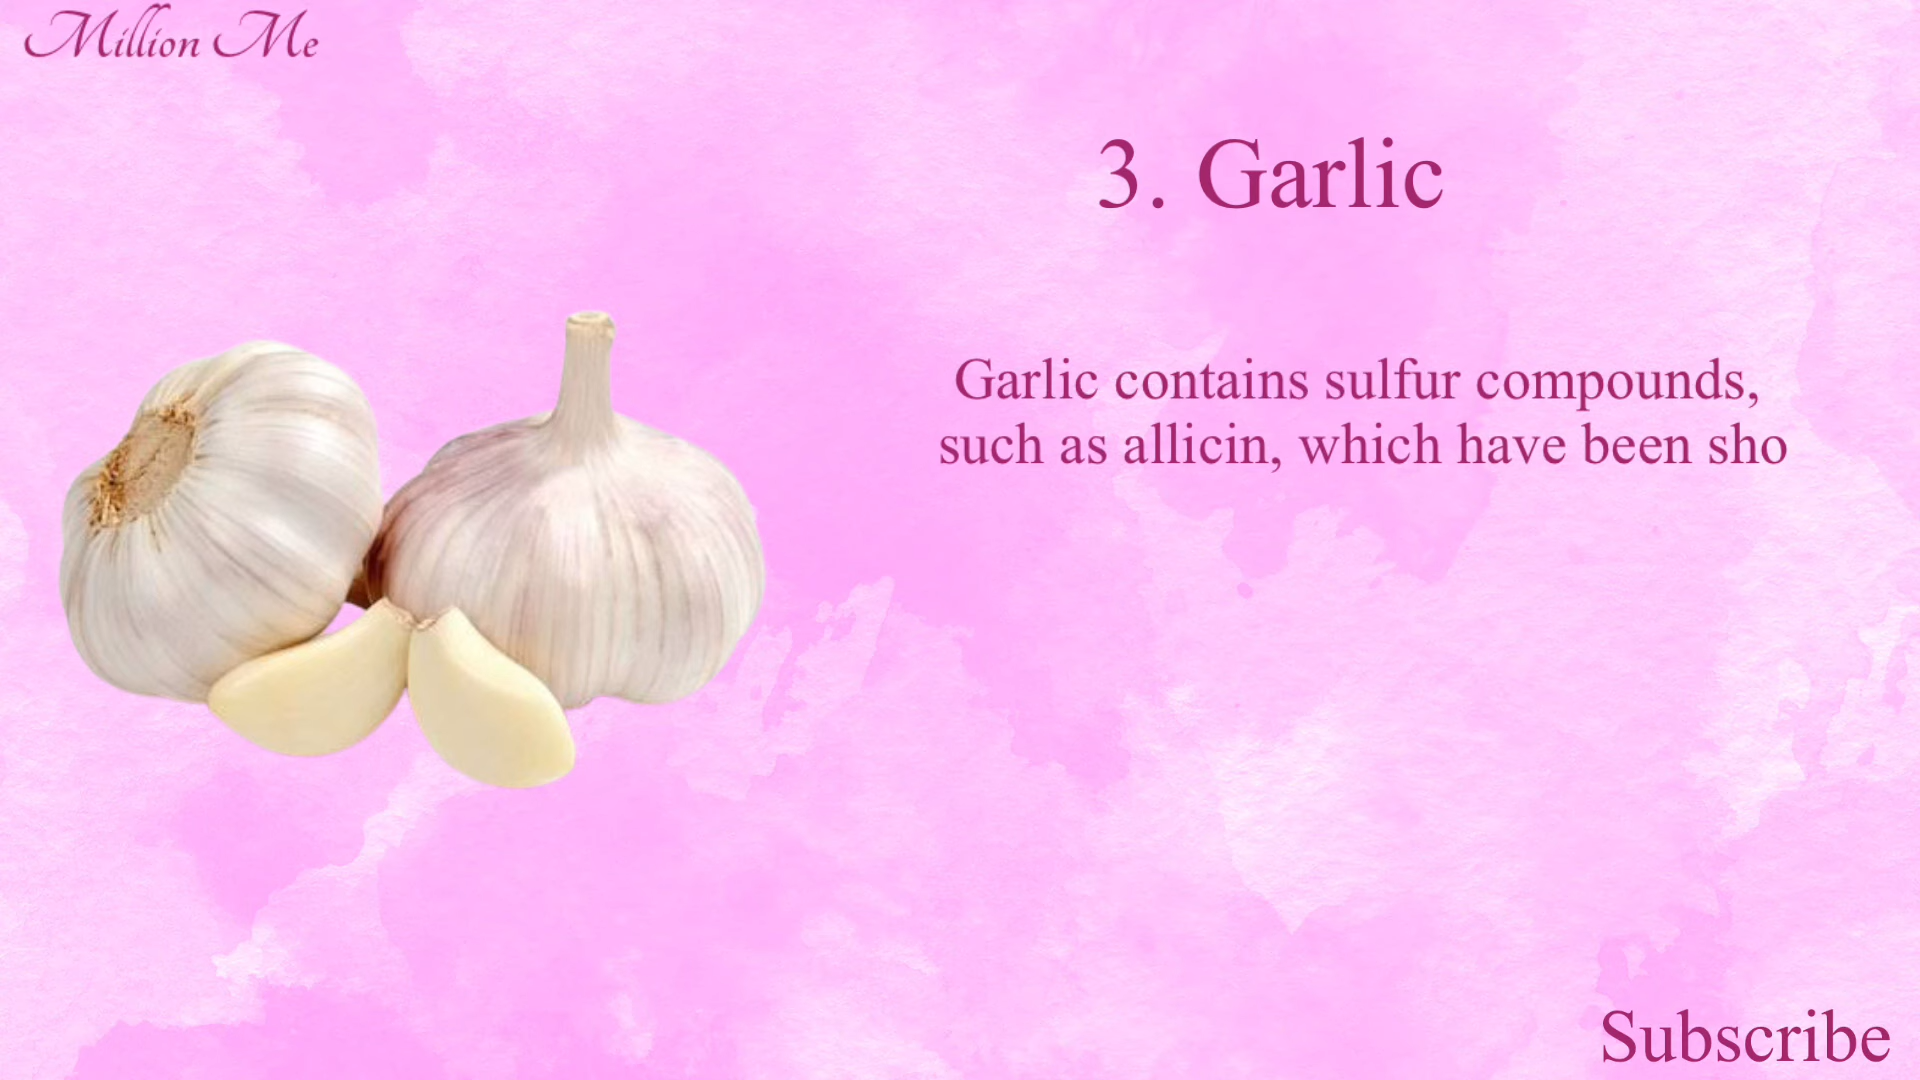 Million Me
3. Garlic
Garlic contains sulfur compounds,
such as allicin, which have been sho
Subscribe